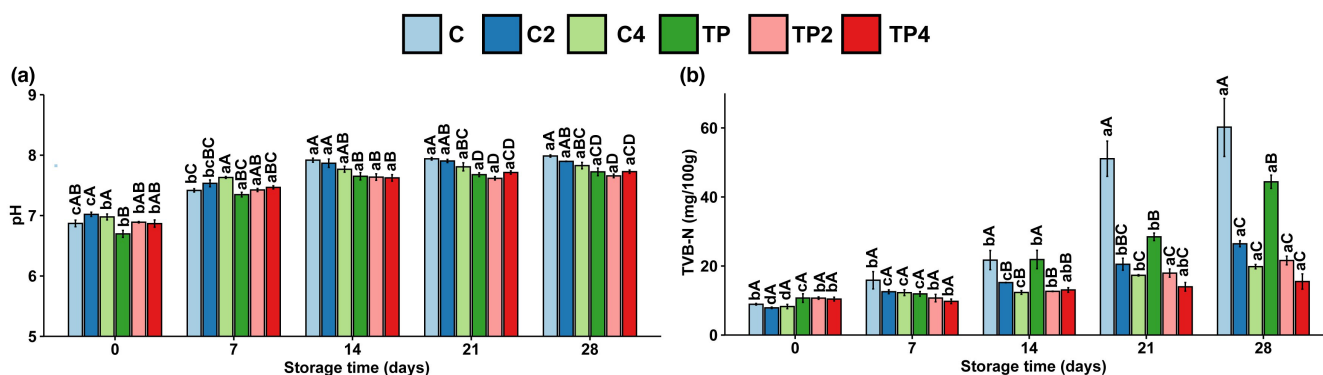 C C2 C4 TP TP2 TP4
(a)
9
8
7
6
5
pH
cAB cA bA bB bAB bAB
bC bcBC aA aBC aAB aBC
aA aA aAB aB aB aB
aA aAB aBC aD aD aCD
aA aAB aBC aCD aD aCD
0 7 14 21 28
Storage time (days)
(b)
60
40
20
0
TVB-N (mg/100g)
bA dA dA cA bA bA
bA cA cA cA bA bA
bA cB cB bA bB abB
aA bBC bC bB aC abC
aA aC aC aB aC aC
0 7 14 21 28
Storage time (days)